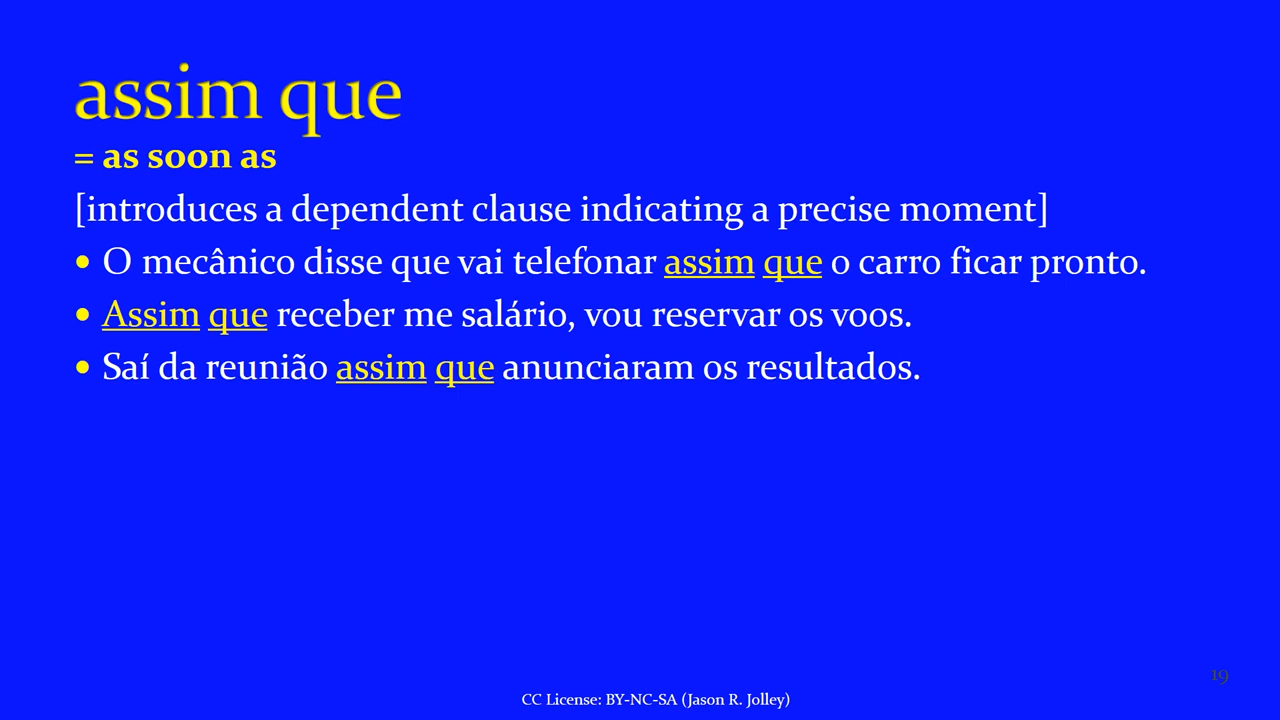 assim que
= as soon as
[introduces a dependent clause indicating a precise moment]
• O mecânico disse que vai telefonar assim que o carro ficar pronto.
• Assim que receber me salário, vou reservar os voos.
• Saí da reunião assim que anunciaram os resultados.
19
CC License: BY-NC-SA (Jason R. Jolley)